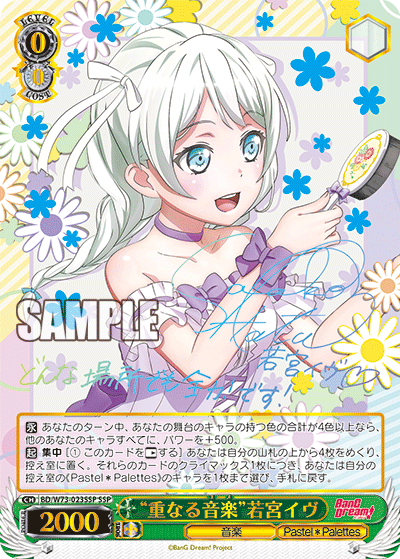 LEVEL
0
0
COST
SAMPLE
若宮イヴ
どんな場所でも全力です!
永 あなたのターン中、あなたの舞台のキャラの持つ色の合計が4色以上なら、
他のあなたのキャラすべてに、パワーを+500。
起 集中 [① このカードを する] あなたは自分の山札の上から4枚をめくり、
控え室に置く。それらのカードのクライマックス1枚につき、あなたは自分の
控え室の《Pastel*Palettes》のキャラを1枚まで選び、手札に戻す。
CH BD/W73-023SSP SSP
"重なる音楽"若宮イヴ
BanG Dream!
2000
音楽
Pastel*Palettes
©BanG Dream! Project